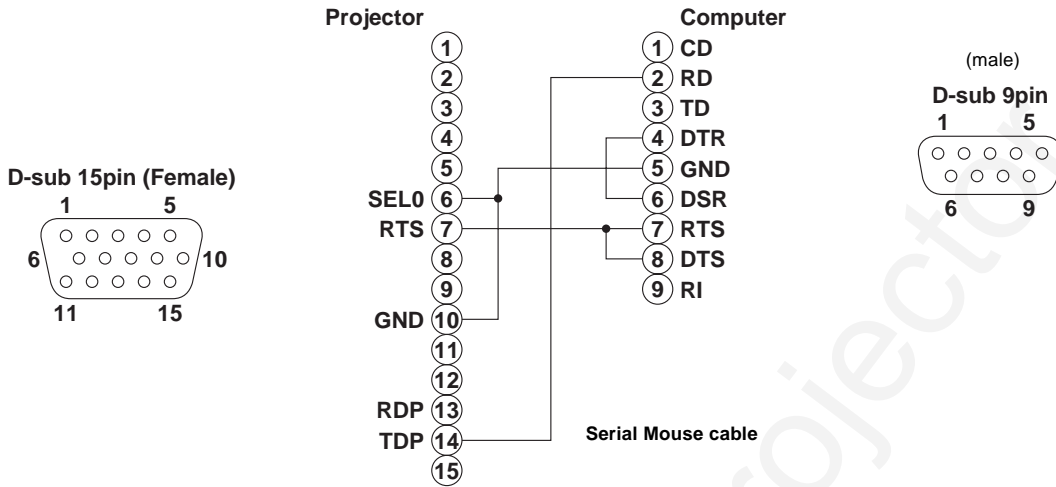 Projector
Computer
1
1 CD
2
2 RD
3
3 TD
4
4 DTR
5
5 GND
SEL0 6
6 DSR
RTS 7
7 RTS
8
8 DTS
9
9 RI
GND 10
11
12
RDP 13
TDP 14
15
Serial Mouse cable
D-sub 15pin (Female)
1 5
6 10
11 15
(male)
D-sub 9pin
1 5
6 9
rojector